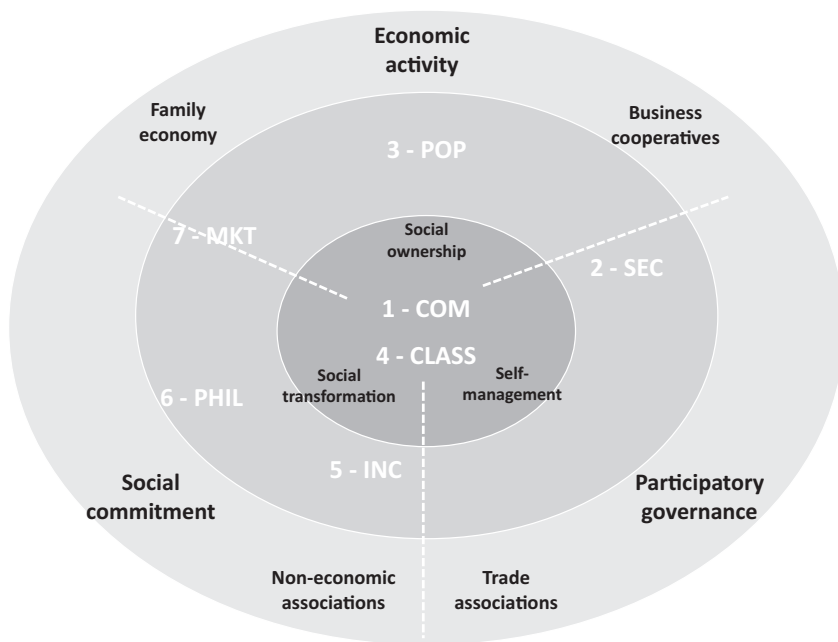 Economic
activity
Family
economy
Business
cooperatives
3 - POP
7 - MKT
Social
ownership
2 - SEC
1 - COM
4 - CLASS
Social
transformation
Self-
management
6 - PHIL
5 - INC
Social
commitment
Participatory
governance
Non-economic
associations
Trade
associations